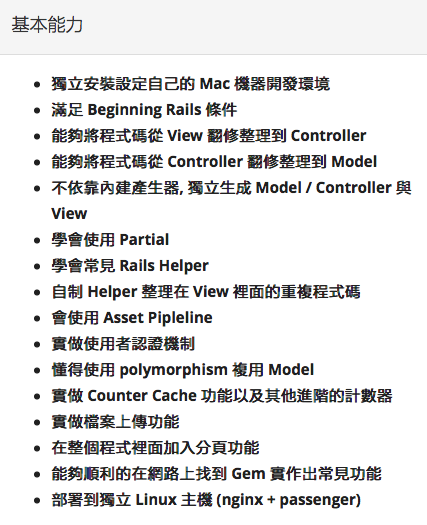 基本能力
獨立安裝設定自己的 Mac 機器開發環境
滿足 Beginning Rails 條件
能夠將程式碼從 View 翻修整理到 Controller
能夠將程式碼從 Controller 翻修整理到 Model
不依靠內建產生器, 獨立生成 Model / Controller 與
View
學會使用 Partial
學會常見 Rails Helper
自制 Helper 整理在 View 裡面的重複程式碼
會使用 Asset Pipleline
實做使用者認證機制
懂得使用 polymorphism 複用 Model
實做 Counter Cache 功能以及其他進階的計數器
實做檔案上傳功能
在整個程式裡面加入分頁功能
能夠順利的在網路上找到 Gem 實作出常見功能
部署到獨立 Linux 主機 (nginx + passenger)